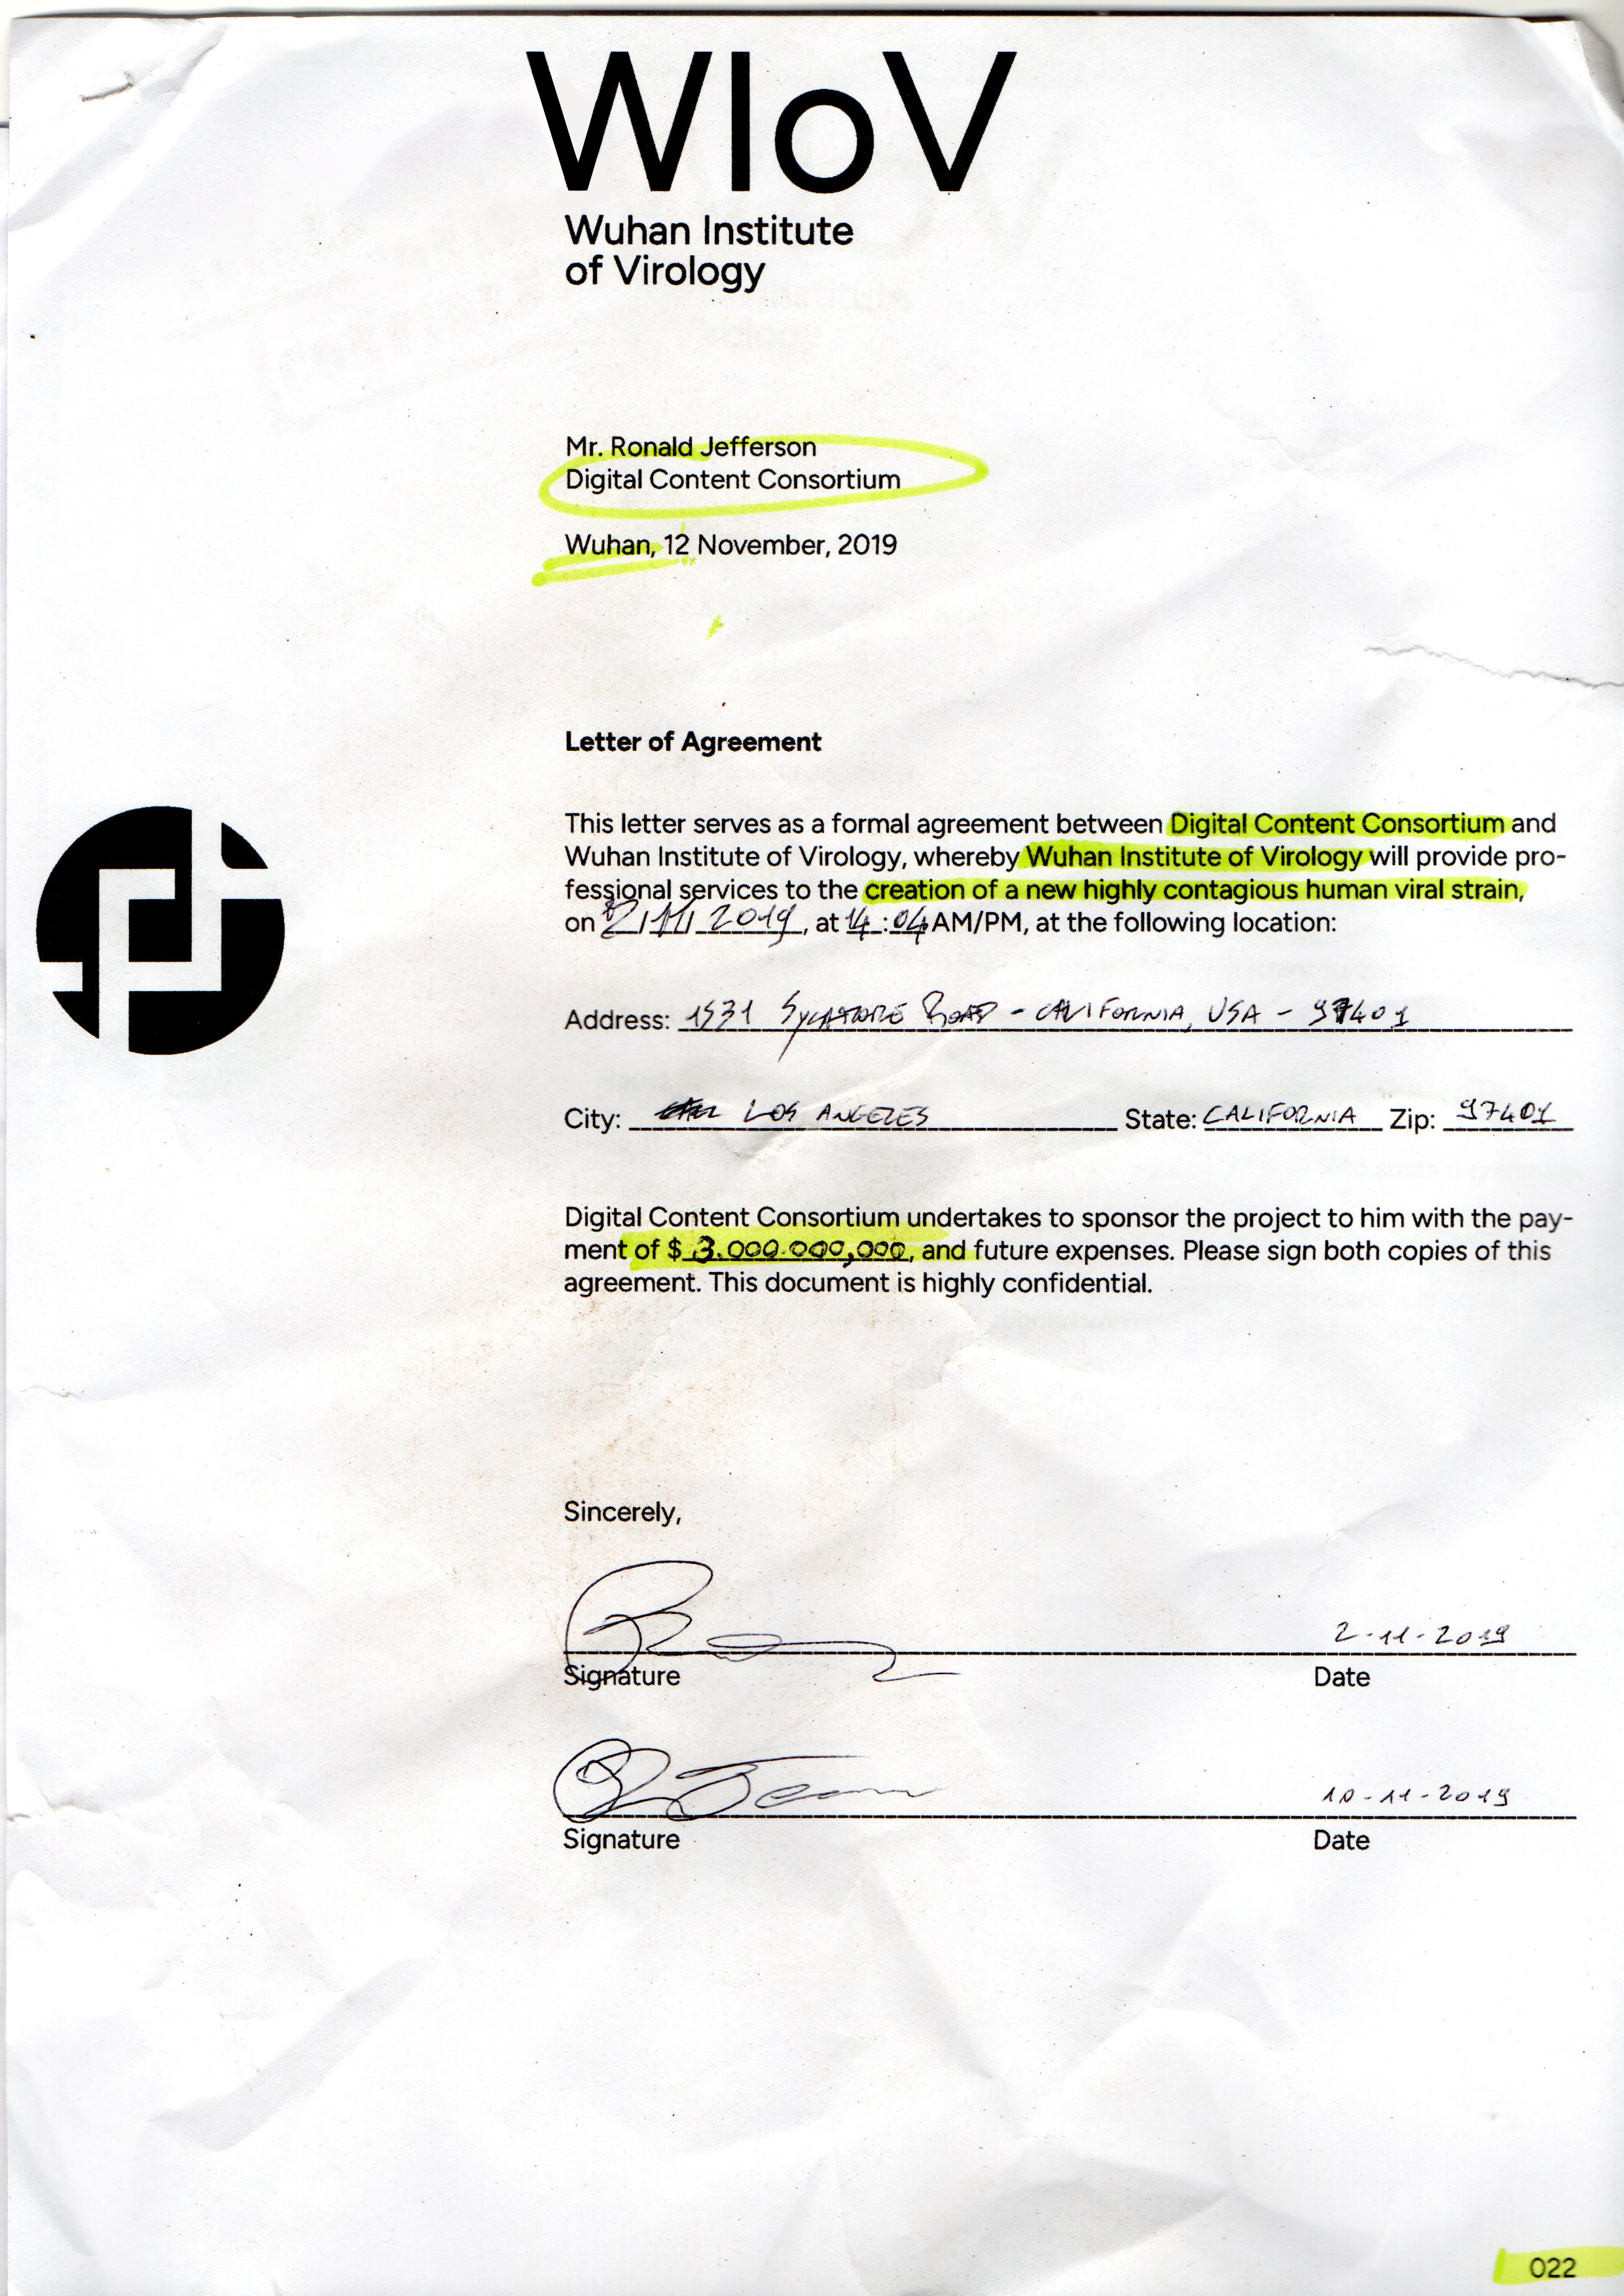 WIoV
Wuhan Institute
of Virology
Mr. Ronald Jefferson
Digital Content Consortium
Wuhan, 12 November, 2019
Letter of Agreement
This letter serves as a formal agreement between Digital Content Consortium and
Wuhan Institute of Virology, whereby Wuhan Institute of Virology will provide pro-
fessional services to the creation of a new highly contagious human viral strain,
on 2/11/2019, at 14:04 AM/PM, at the following location:
Address: 1931 Sycamore Road - CALIFORNIA, USA - 97401
City: LOS ANGELES State: CALIFORNIA Zip: 97401
Digital Content Consortium undertakes to sponsor the project to him with the pay-
ment of $ 3.000.000,000, and future expenses. Please sign both copies of this
agreement. This document is highly confidential.
Sincerely,
2-11-2019
Signature Date
10-11-2019
Signature Date
022